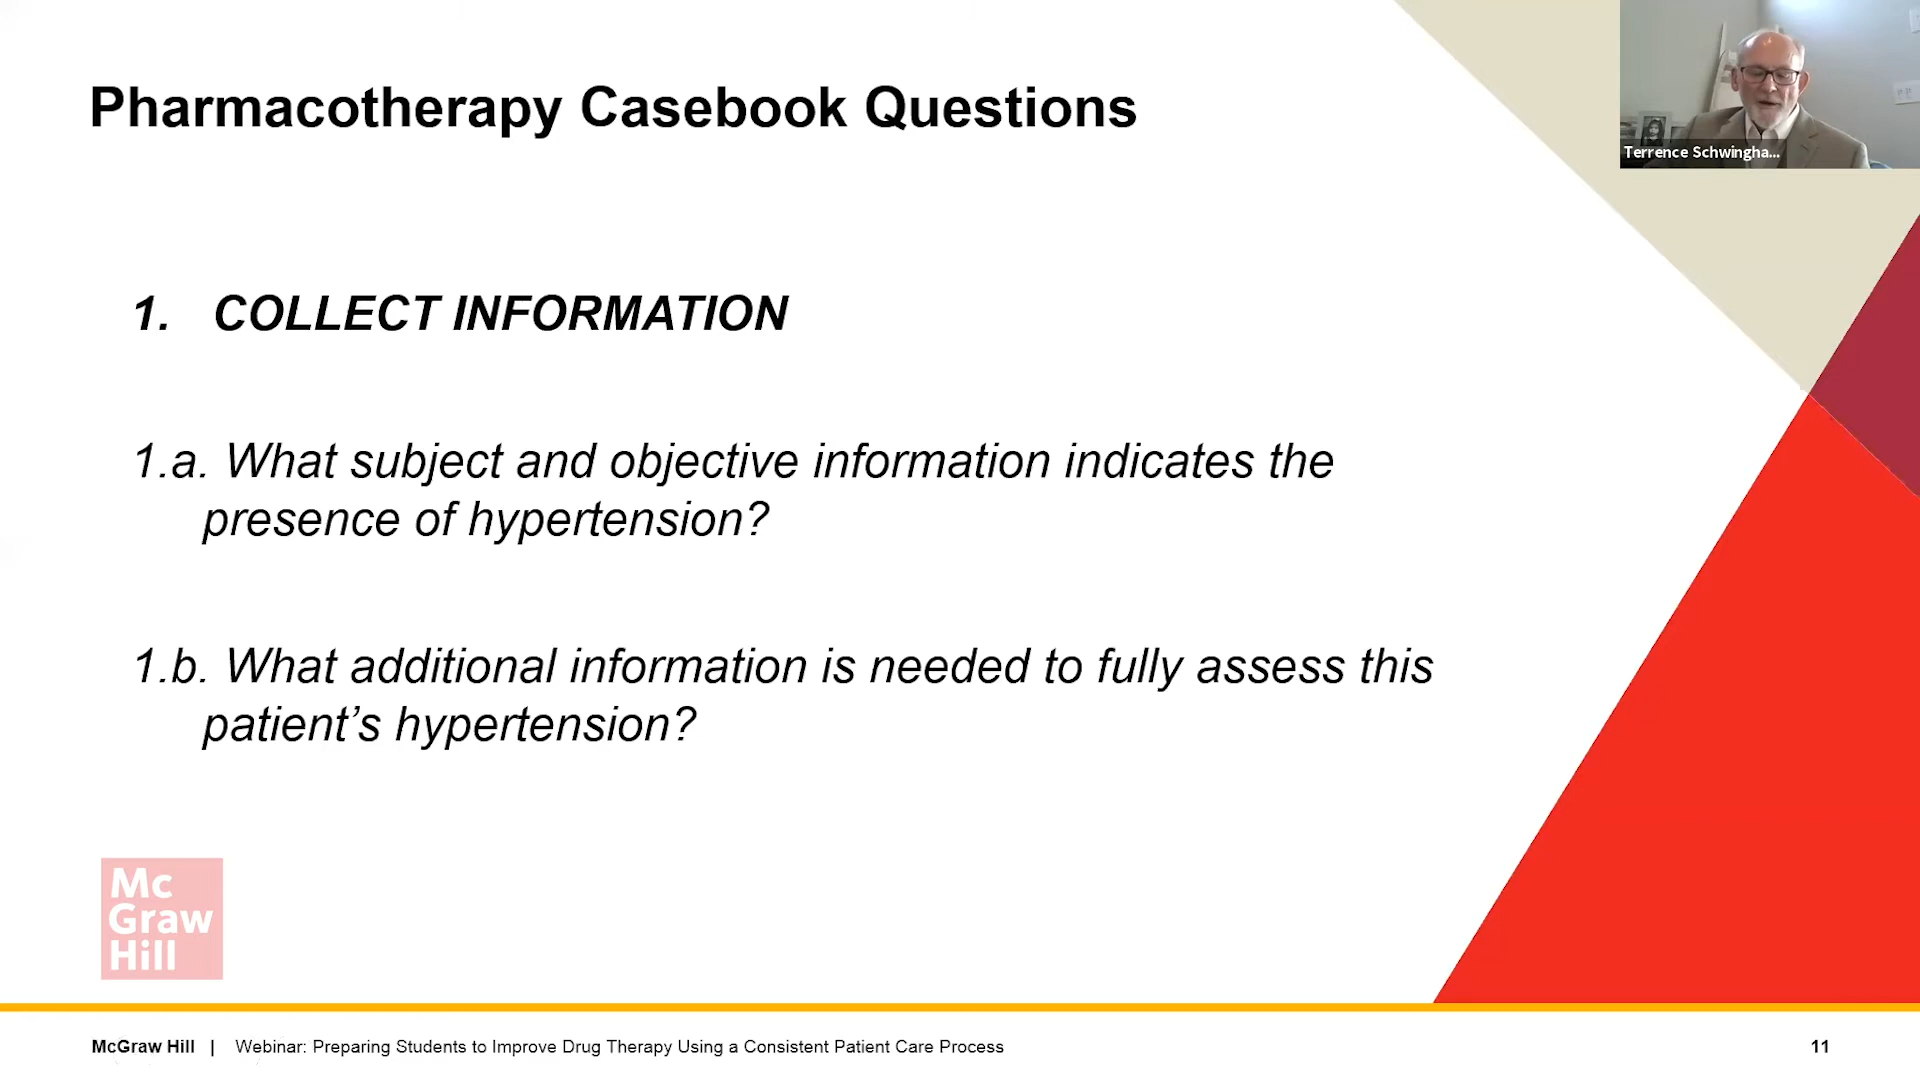 Pharmacotherapy Casebook Questions
Terrence Schwingha...
1. COLLECT INFORMATION
1.a. What subject and objective information indicates the
presence of hypertension?
1.b. What additional information is needed to fully assess this
patient’s hypertension?
Mc
Graw
Hill
McGraw Hill | Webinar: Preparing Students to Improve Drug Therapy Using a Consistent Patient Care Process 11